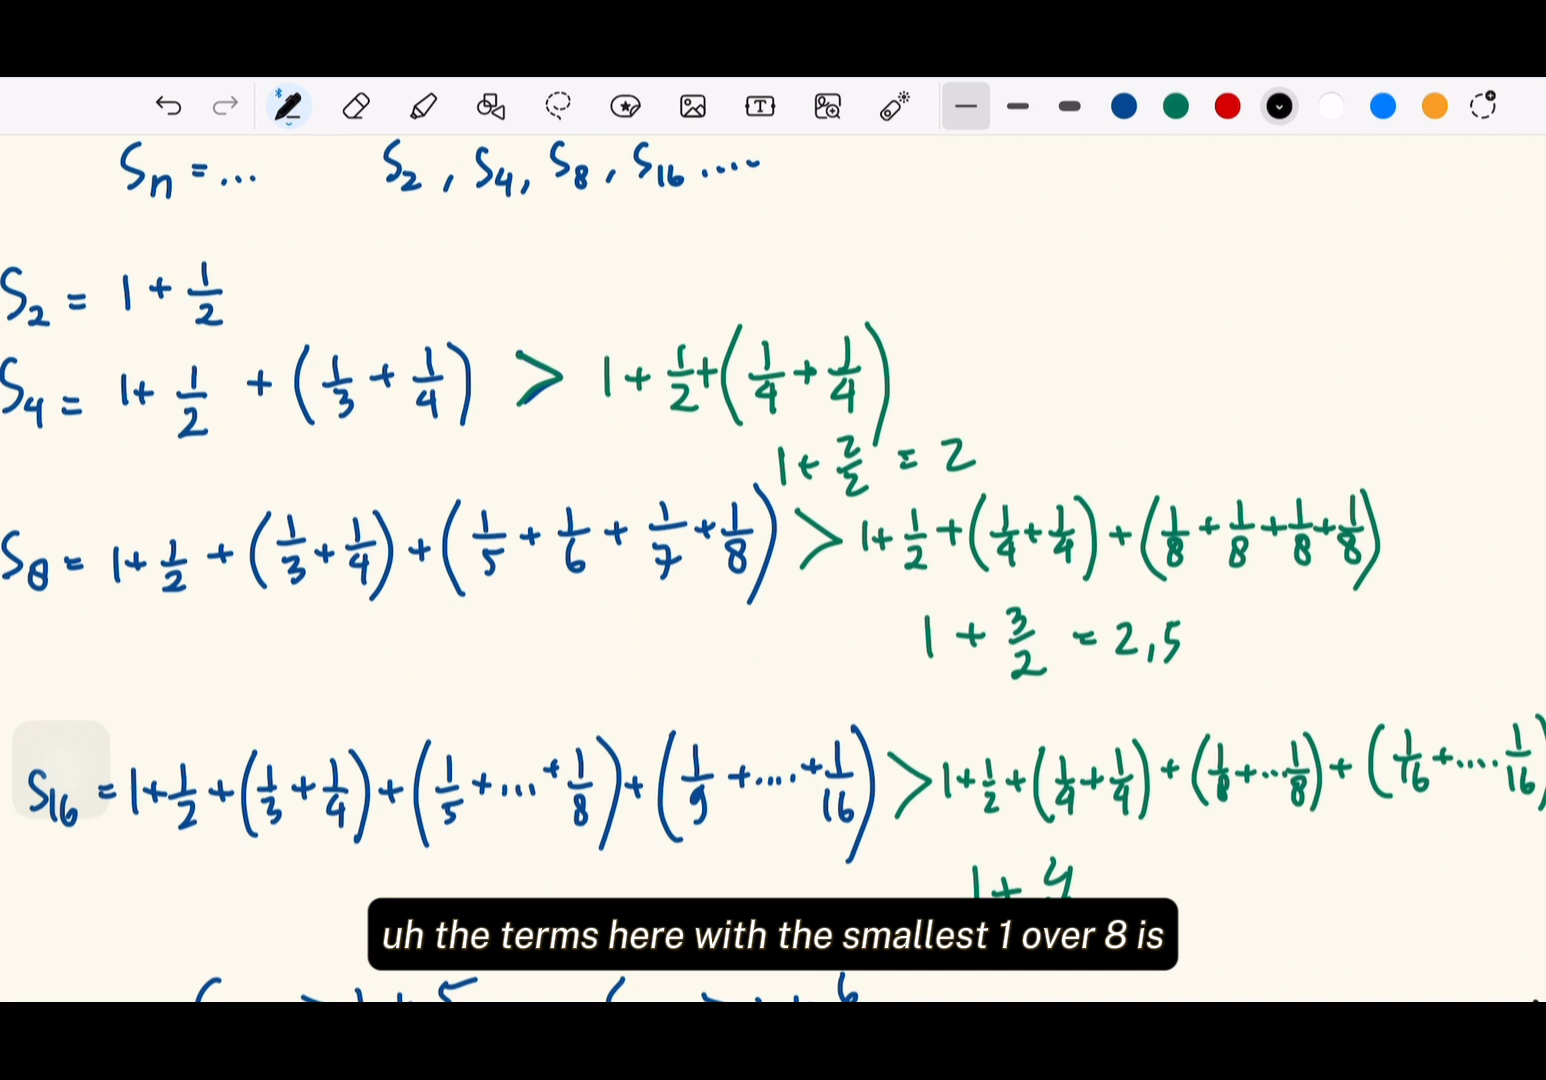 Sn = ... S2, S4, S8, S16 ....
S2 = 1 + 1/2
S4 = 1 + 1/2 + (1/3 + 1/4) > 1 + 1/2 + (1/4 + 1/4)
1 + 2/2 = 2
S8 = 1 + 1/2 + (1/3 + 1/4) + (1/5 + 1/6 + 1/7 + 1/8) > 1 + 1/2 + (1/4 + 1/4) + (1/8 + 1/8 + 1/8 + 1/8)
1 + 3/2 = 2,5
S16 = 1 + 1/2 + (1/3 + 1/4) + (1/5 + ... + 1/8) + (1/9 + .... + 1/16) > 1 + 1/2 + (1/4 + 1/4) + (1/8 + ... 1/8) + (1/16 + .... 1/16)
1 + 4
uh the terms here with the smallest 1 over 8 is